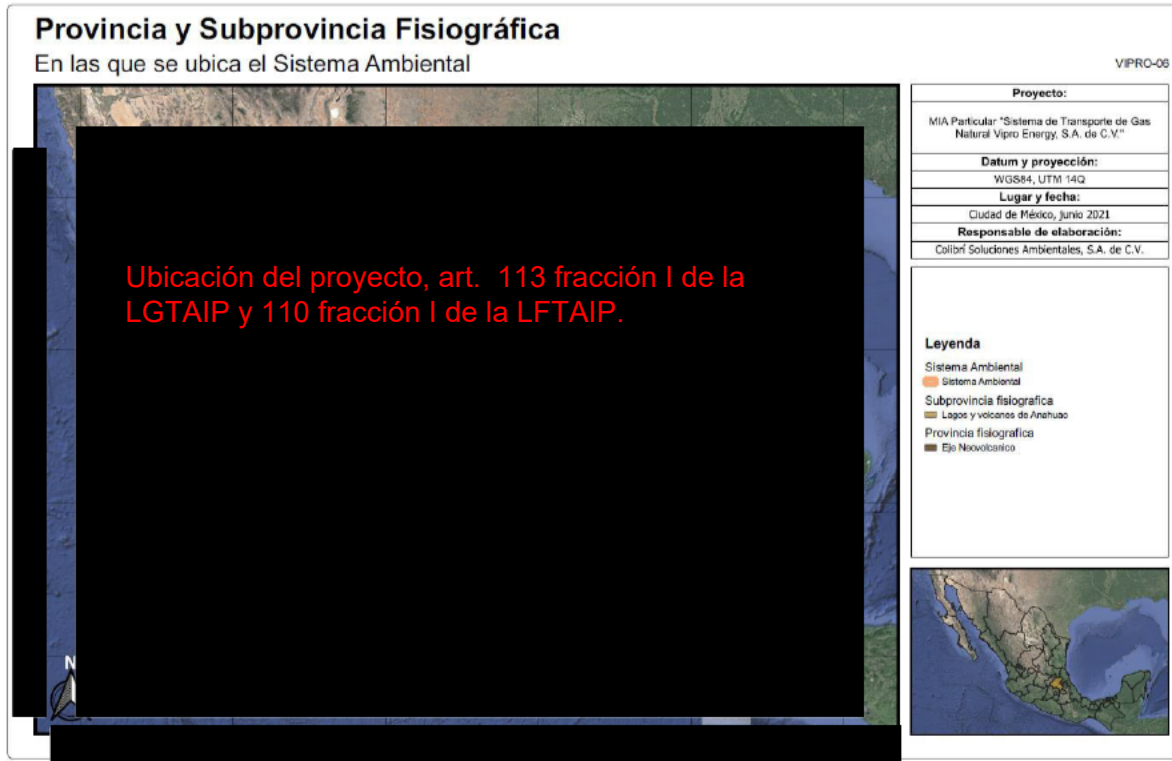 Provincia y Subprovincia Fisiográfica
En las que se ubica el Sistema Ambiental
VIPRO-06
Proyecto:
MIA Particular "Sistema de Transporte de Gas
Natural Vipro Energy, S.A. de C.V."
Datum y proyección:
WGS84, UTM 14Q
Lugar y fecha:
Ciudad de México, junio 2021
Responsable de elaboración:
Colibrí Soluciones Ambientales, S.A. de C.V.
Ubicación del proyecto, art. 113 fracción I de la
LGTAIP y 110 fracción I de la LFTAIP.
Leyenda
Sistema Ambiental
Sistema Ambiental
Subprovincia fisiografica
Lagos y volcanes de Anahuac
Provincia fisiografica
Eje Neovolcanico
N